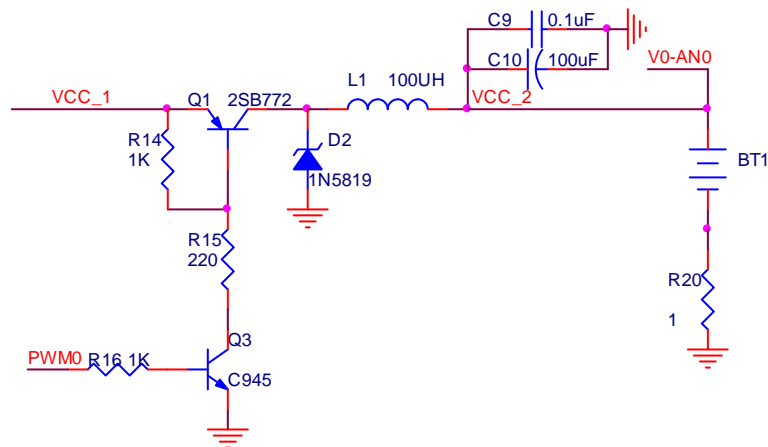 C9 0.1uF
C10 100uF
V0-AN0
L1 100UH
VCC_1 Q1 2SB772 VCC_2
R14
1K
D2
1N5819
BT1
R15
220
R20
1
Q3
PWM0 R16 1K
C945